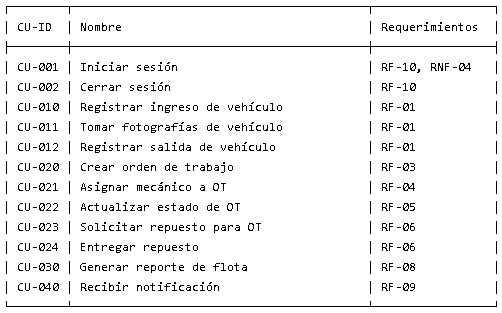 CU-ID | Nombre | Requerimientos
CU-001 | Iniciar sesión | RF-10, RNF-04
CU-002 | Cerrar sesión | RF-10
CU-010 | Registrar ingreso de vehículo | RF-01
CU-011 | Tomar fotografías de vehículo | RF-01
CU-012 | Registrar salida de vehículo | RF-01
CU-020 | Crear orden de trabajo | RF-03
CU-021 | Asignar mecánico a OT | RF-04
CU-022 | Actualizar estado de OT | RF-05
CU-023 | Solicitar repuesto para OT | RF-06
CU-024 | Entregar repuesto | RF-06
CU-030 | Generar reporte de flota | RF-08
CU-040 | Recibir notificación | RF-09